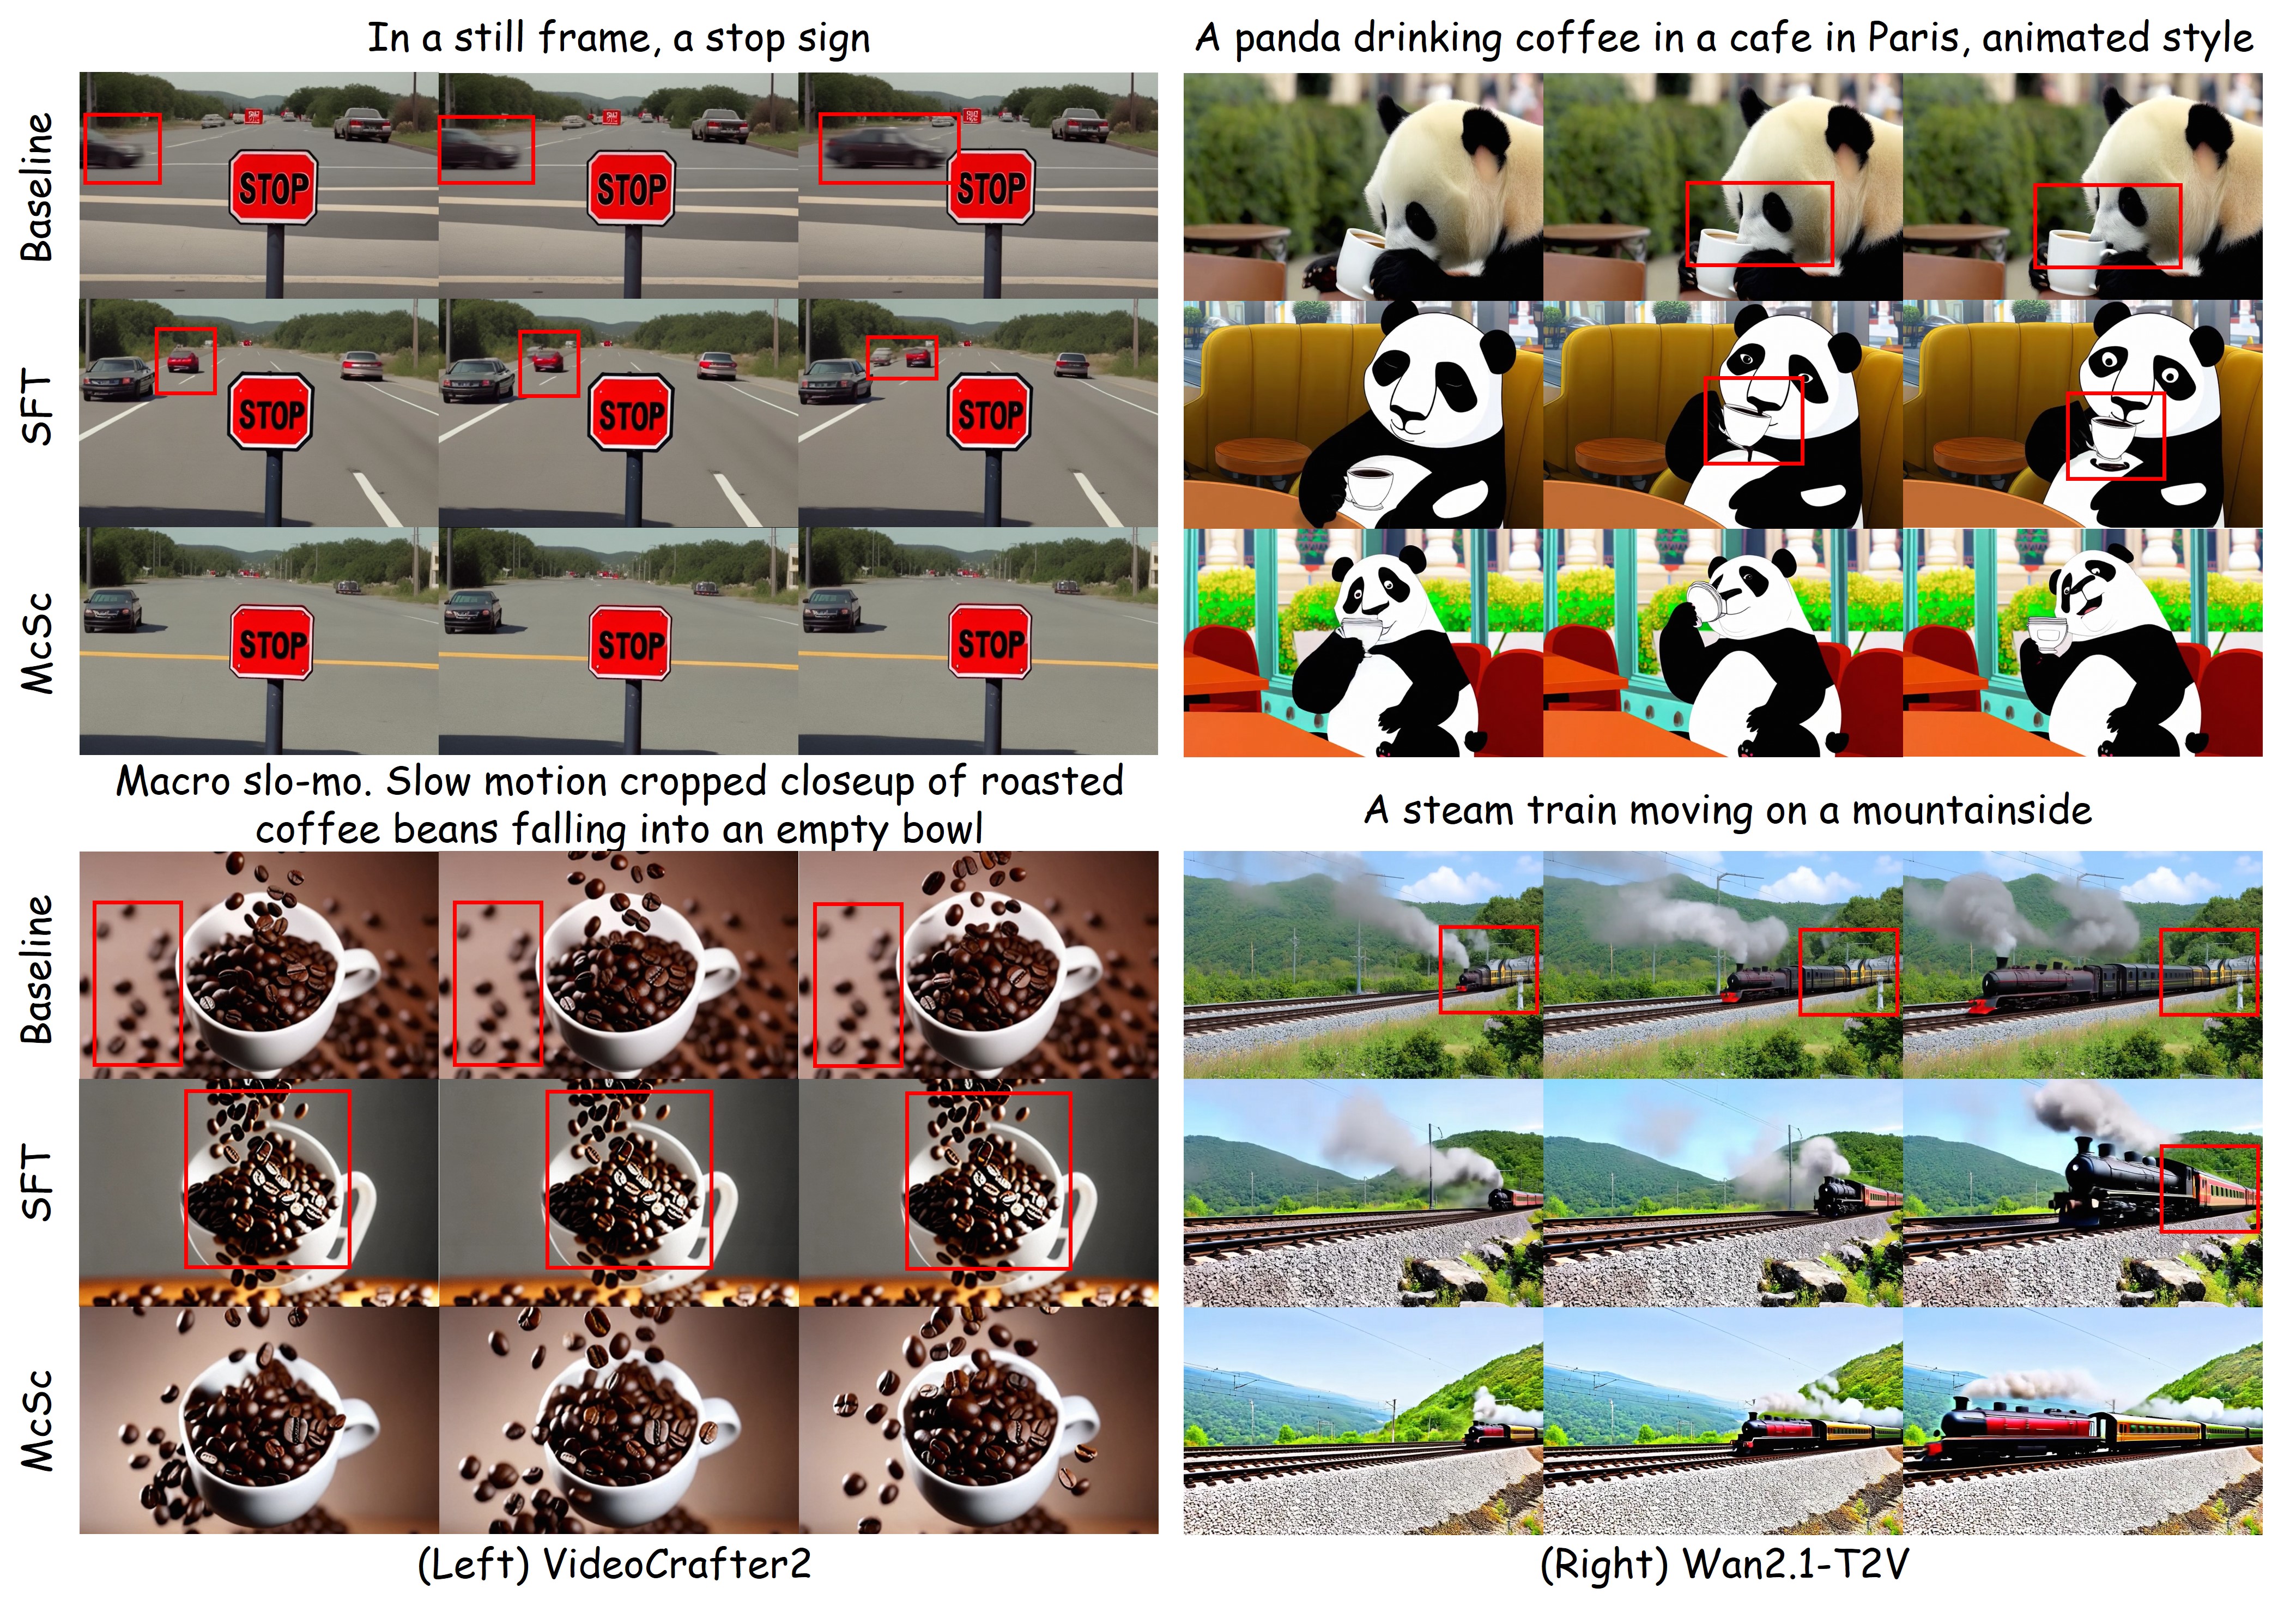 In a still frame, a stop sign
Baseline
STOP STOP STOP
SFT
STOP STOP STOP
McSc
STOP STOP STOP
A panda drinking coffee in a cafe in Paris, animated style
Macro slo-mo. Slow motion cropped closeup of roasted
coffee beans falling into an empty bowl
Baseline
SFT
McSc
A steam train moving on a mountainside
(Left) VideoCrafter2
(Right) Wan2.1-T2V